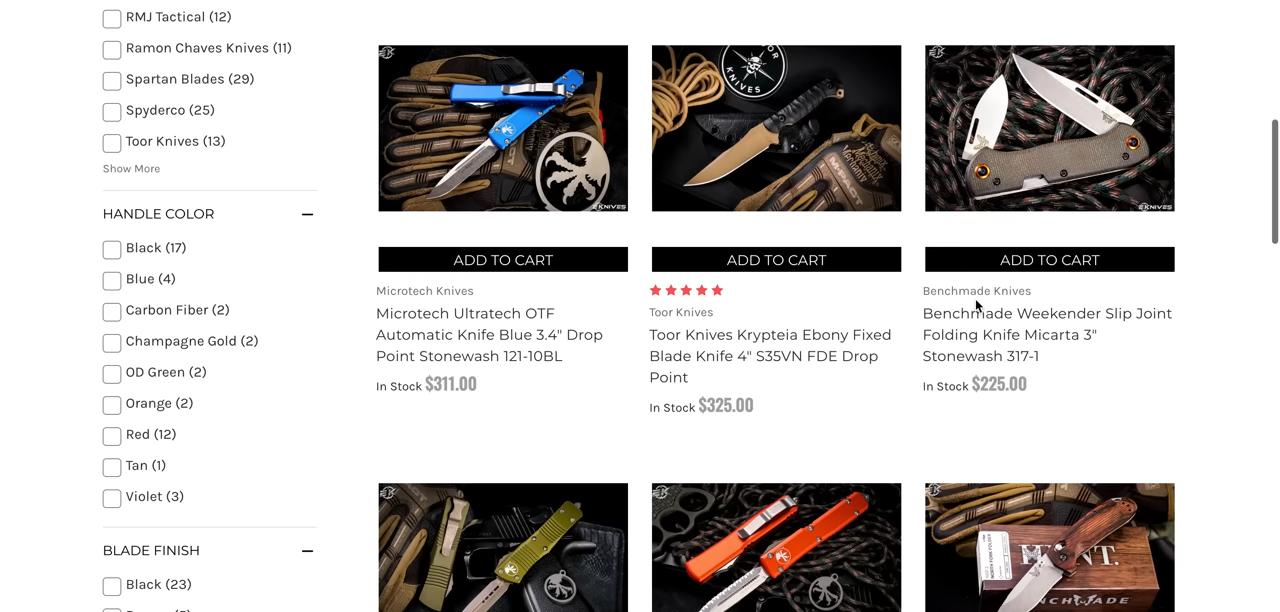 RMJ Tactical (12)
Ramon Chaves Knives (11)
Spartan Blades (29)
Spyderco (25)
Toor Knives (13)
Show More
HANDLE COLOR
Black (17)
Blue (4)
Carbon Fiber (2)
Champagne Gold (2)
OD Green (2)
Orange (2)
Red (12)
Tan (1)
Violet (3)
BLADE FINISH
Black (23)
KNIVES
ADD TO CART
Microtech Knives
Microtech Ultratech OTF
Automatic Knife Blue 3.4" Drop
Point Stonewash 121-10BL
In Stock $311.00
KNIVES
ADD TO CART
Toor Knives
Toor Knives Krypteia Ebony Fixed
Blade Knife 4" S35VN FDE Drop
Point
In Stock $325.00
KNIVES
ADD TO CART
Benchmade Knives
Benchmade Weekender Slip Joint
Folding Knife Micarta 3"
Stonewash 317-1
In Stock $225.00